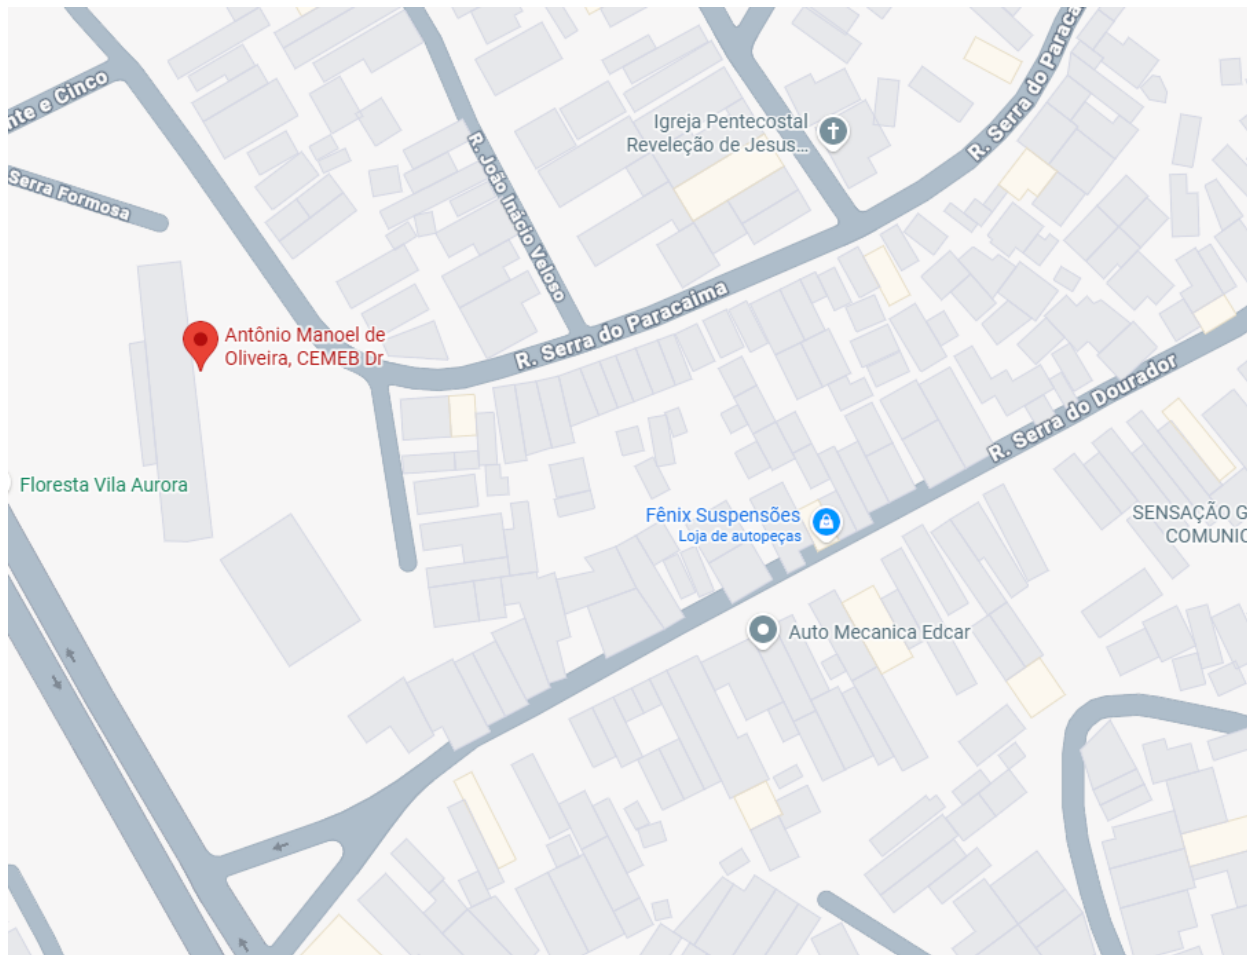 nte e Cinco
Serra Formosa
R. João Inácio Veloso
Igreja Pentecostal
Reveleção de Jesus...
R. Serra do Paraca
Antônio Manoel de
Oliveira, CEMEB Dr
R. Serra do Paracaima
R. Serra do Dourador
Floresta Vila Aurora
Fênix Suspensões
Loja de autopeças
SENSAÇÃO G
COMUNIC
Auto Mecanica Edcar